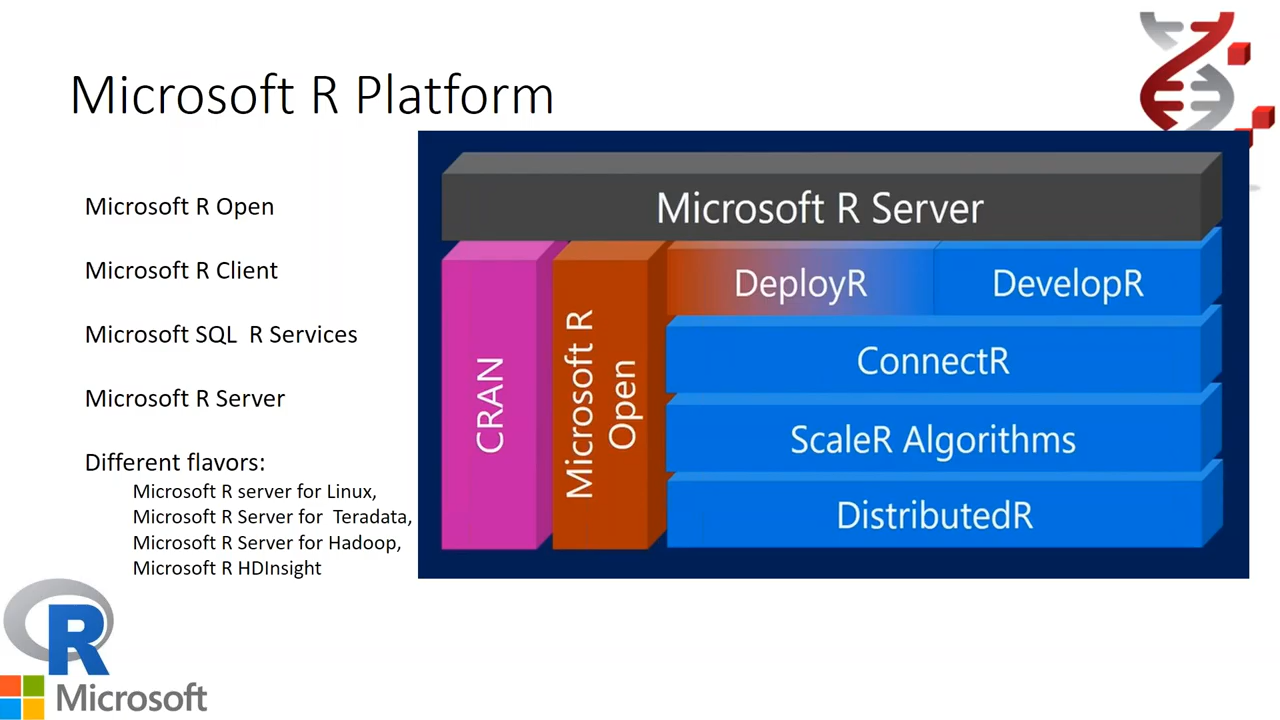 Microsoft R Platform
Microsoft R Open
Microsoft R Client
Microsoft SQL  R Services
Microsoft R Server
Different flavors:
Microsoft R server for Linux,
Microsoft R Server for  Teradata,
Microsoft R Server for Hadoop,
Microsoft R HDInsight
Microsoft R Server
CRAN
Microsoft R
Open
DeployR
DevelopR
ConnectR
ScaleR Algorithms
DistributedR
R
Microsoft